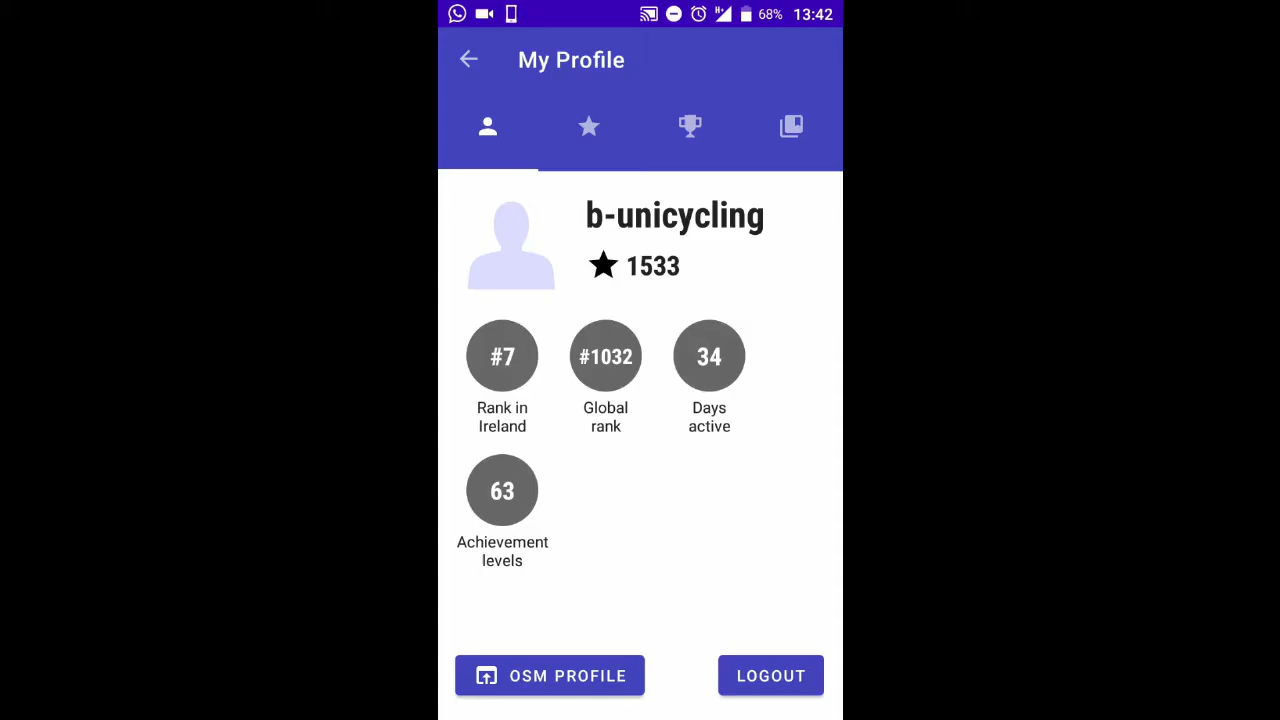 68% 13:42
My Profile
b-unicycling
1533
#7 #1032 34
Rank in Ireland Global rank Days active
63
Achievement
levels
OSM PROFILE LOGOUT